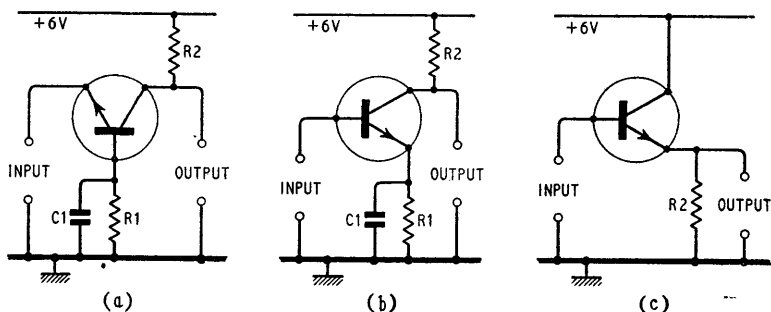 +6V
R2
INPUT
OUTPUT
C1
R1
(a)
+6V
R2
INPUT
OUTPUT
C1
R1
(b)
+6V
INPUT
R2
OUTPUT
(c)